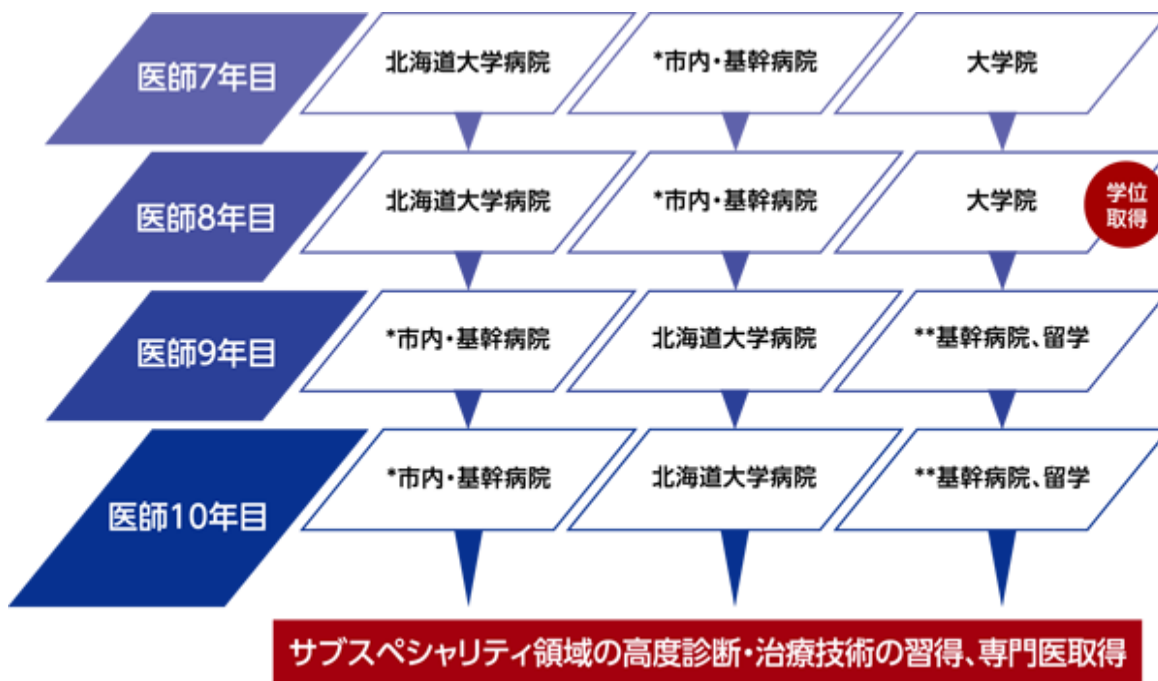 医師7年目
北海道大学病院
*市内・基幹病院
大学院
医師8年目
北海道大学病院
*市内・基幹病院
大学院
学位
取得
医師9年目
*市内・基幹病院
北海道大学病院
**基幹病院、留学
医師10年目
*市内・基幹病院
北海道大学病院
**基幹病院、留学
サブスペシャリティ領域の高度診断・治療技術の習得、専門医取得